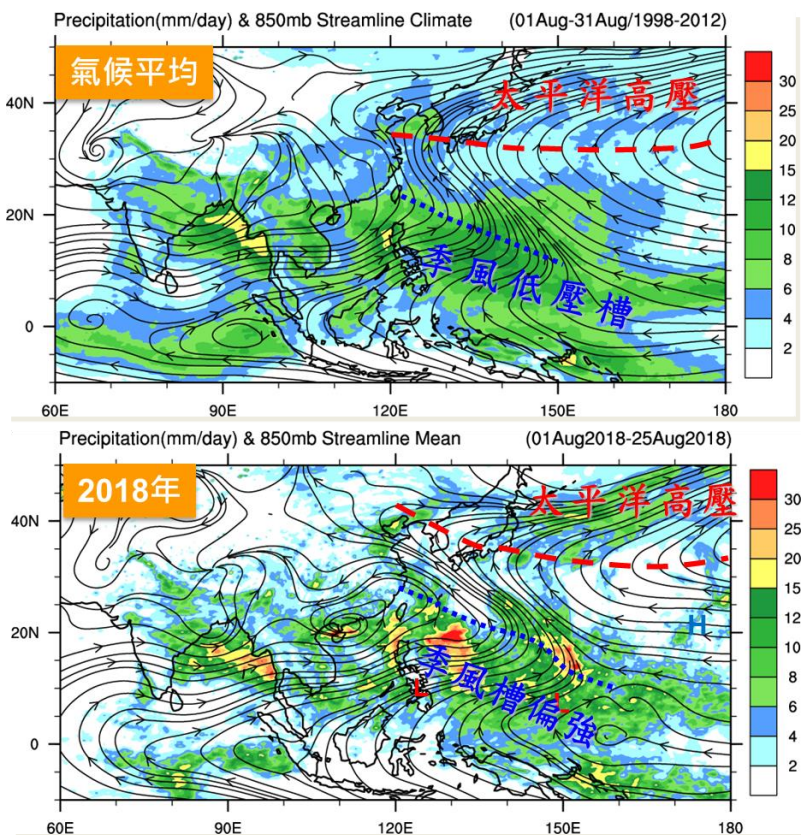 Precipitation(mm/day) & 850mb Streamline Climate (01Aug-31Aug/1998-2012)
氣候平均
太平洋高壓
季風低壓槽
40N
20N
0
60E 90E 120E 150E 180
30
25
20
15
12
10
8
6
4
2
Precipitation(mm/day) & 850mb Streamline Mean (01Aug2018-25Aug2018)
2018年
太平洋高壓
H
季風槽偏強
L
L
40N
20N
0
60E 90E 120E 150E 180
30
25
20
15
12
10
8
6
4
2